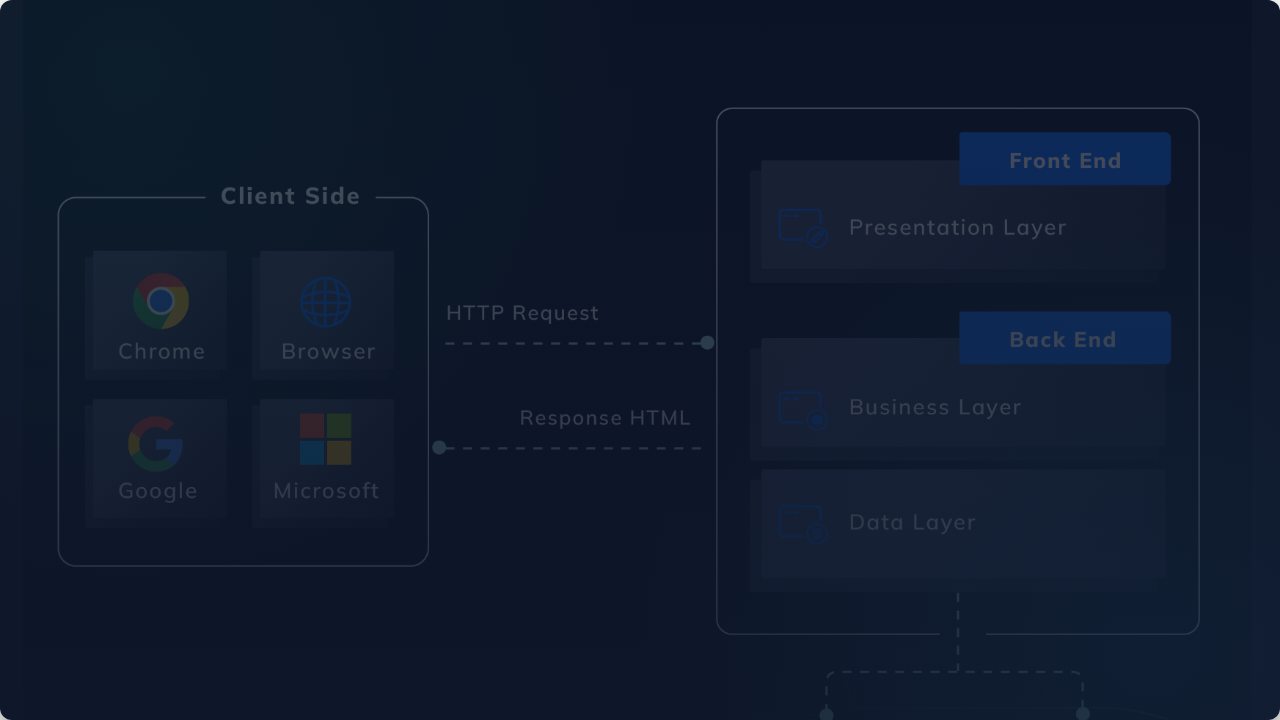 Client Side
Chrome
Browser
Google
Microsoft
HTTP Request
Response HTML
Front End
Presentation Layer
Back End
Business Layer
Data Layer